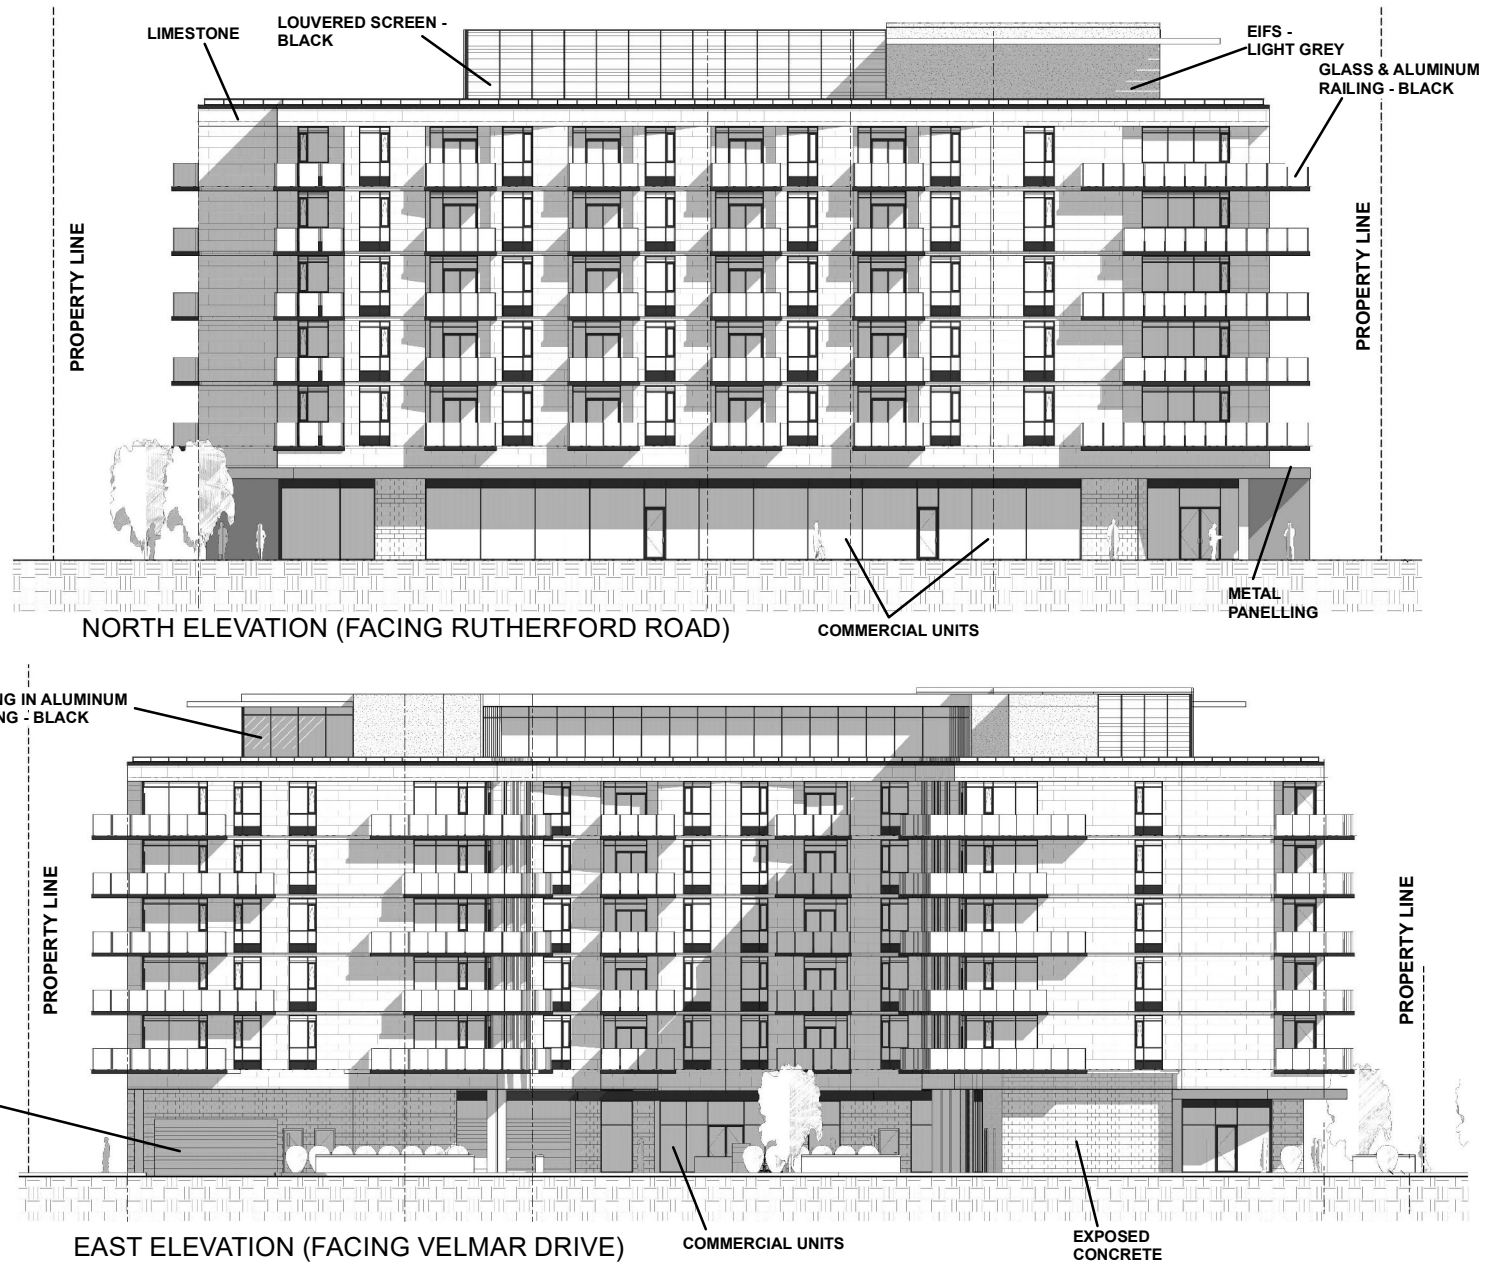 LIMESTONE
LOUVERED SCREEN -
BLACK
EIFS -
LIGHT GREY
GLASS & ALUMINUM
RAILING - BLACK
PROPERTY LINE
PROPERTY LINE
METAL
PANELLING
COMMERCIAL UNITS
NORTH ELEVATION (FACING RUTHERFORD ROAD)
NG IN ALUMINUM
NG - BLACK
PROPERTY LINE
PROPERTY LINE
COMMERCIAL UNITS
EXPOSED
CONCRETE
EAST ELEVATION (FACING VELMAR DRIVE)